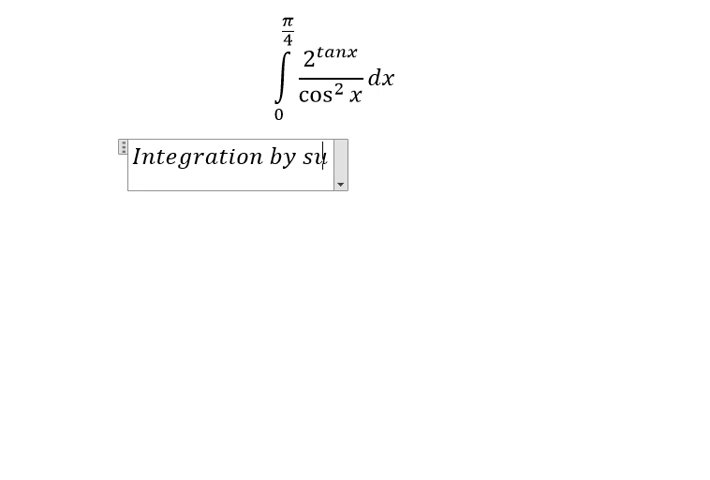 ∫₀^(π/4) 2^(tanx) / cos² x dx
Integration by su